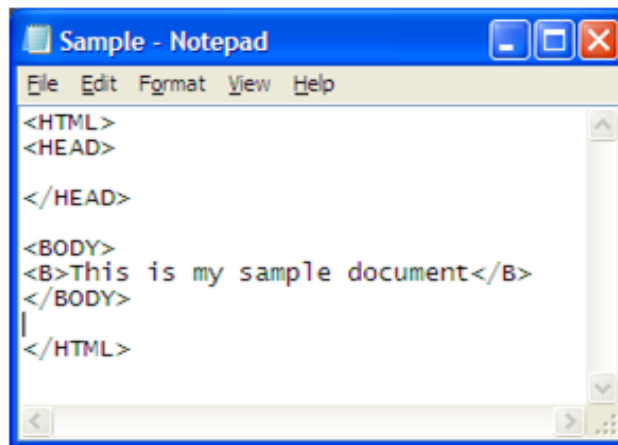 Sample - Notepad
File Edit Format View Help
<HTML>
<HEAD>
</HEAD>
<BODY>
<B>This is my sample document</B>
</BODY>
</HTML>